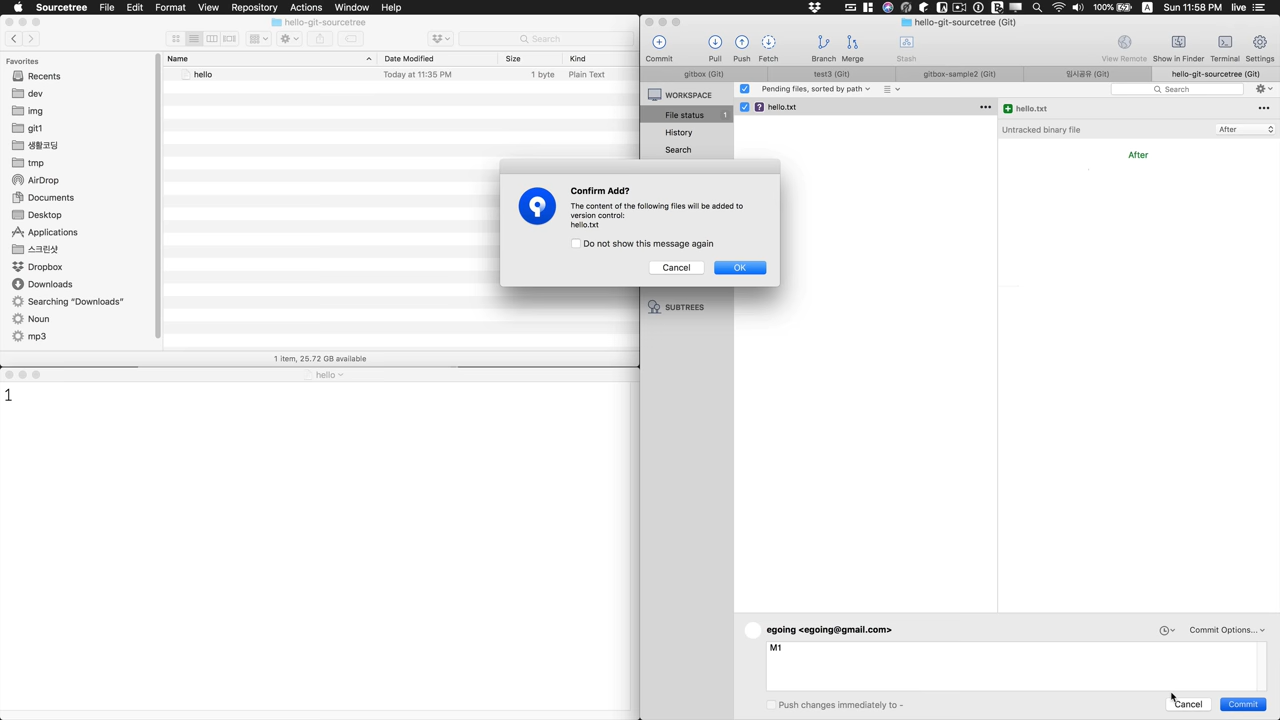 Sourcetree File Edit Format View Repository Actions Window Help
100% Sun 11:58 PM live
hello-git-sourcetree
Search
Favorites
Recents
dev
img
git1
생활코딩
tmp
AirDrop
Documents
Desktop
Applications
스크린샷
Dropbox
Downloads
Searching “Downloads”
Noun
mp3
Name Date Modified Size Kind
hello Today at 11:35 PM 1 byte Plain Text
1 item, 25.72 GB available
hello
1
hello-git-sourcetree (Git)
Commit Pull Push Fetch Branch Merge Stash View Remote Show in Finder Terminal Settings
gitbox (Git) test3 (Git) gitbox-sample2 (Git) 임시공유 (Git) hello-git-sourcetree (Git)
WORKSPACE
File status 1
History
Search
SUBTREES
Pending files, sorted by path
Search
hello.txt
hello.txt
Untracked binary file After
After
Confirm Add?
The content of the following files will be added to
version control:
hello.txt
Do not show this message again
Cancel OK
egoing <egoing@gmail.com>
Commit Options...
M1
Push changes immediately to -
Cancel Commit